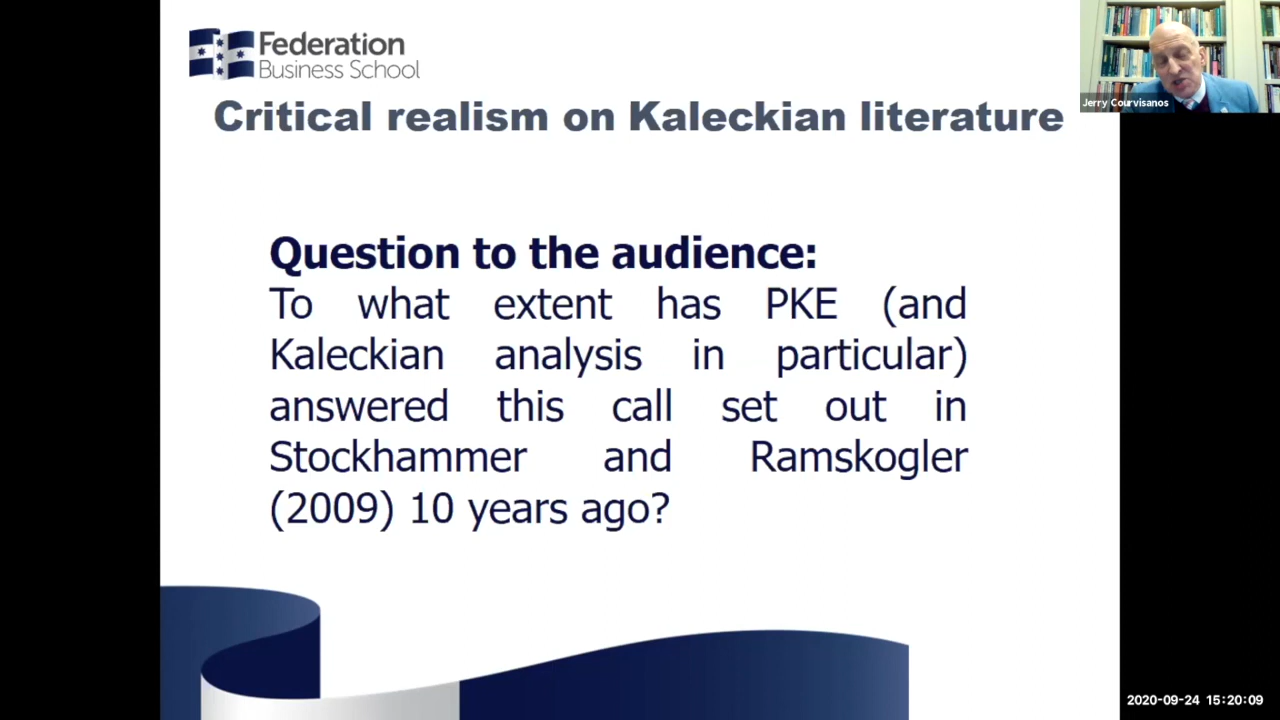 Federation
Business School
Critical realism on Kaleckian literature
Jerry Courvisanos
Question to the audience:
To what extent has PKE (and
Kaleckian analysis in particular)
answered this call set out in
Stockhammer and Ramskogler
(2009) 10 years ago?
2020-09-24 15:20:09